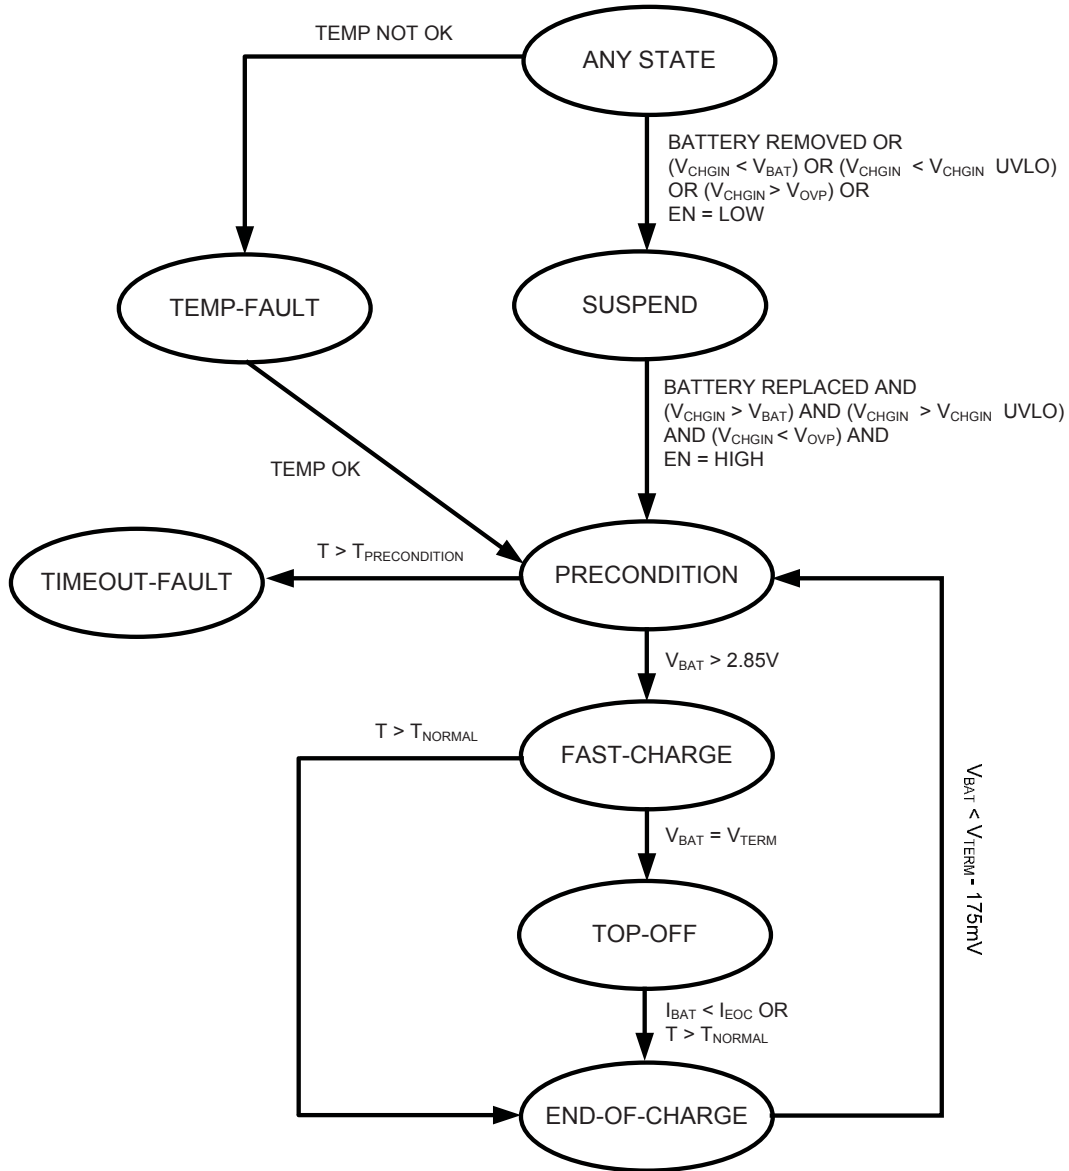 TEMP NOT OK
ANY STATE
BATTERY REMOVED OR
(VCHGIN < VBAT) OR (VCHGIN < VCHGIN UVLO)
OR (VCHGIN > VOVP) OR
EN = LOW
TEMP-FAULT
SUSPEND
BATTERY REPLACED AND
(VCHGIN > VBAT) AND (VCHGIN > VCHGIN UVLO)
AND (VCHGIN < VOVP) AND
EN = HIGH
TEMP OK
T > TPRECONDITION
TIMEOUT-FAULT
PRECONDITION
VBAT > 2.85V
T > TNORMAL
FAST-CHARGE
VBAT = VTERM
VBAT < VTERM - 175mV
TOP-OFF
IBAT < IEOC OR
T > TNORMAL
END-OF-CHARGE